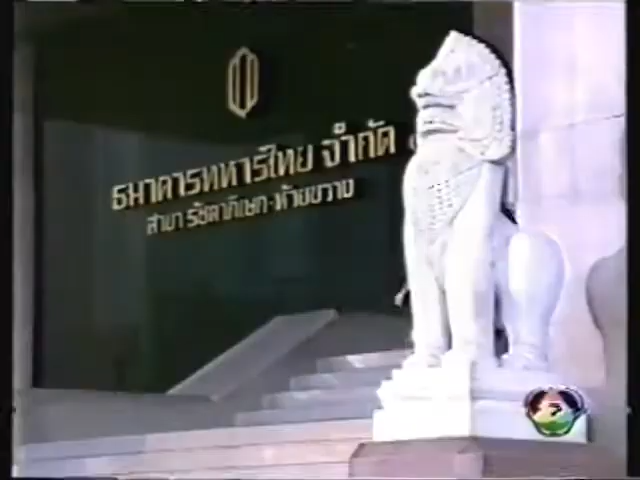 ธนาคารทหารไทย จำกัด
สาขา รัชดาภิเษก-ห้วยขวาง
7